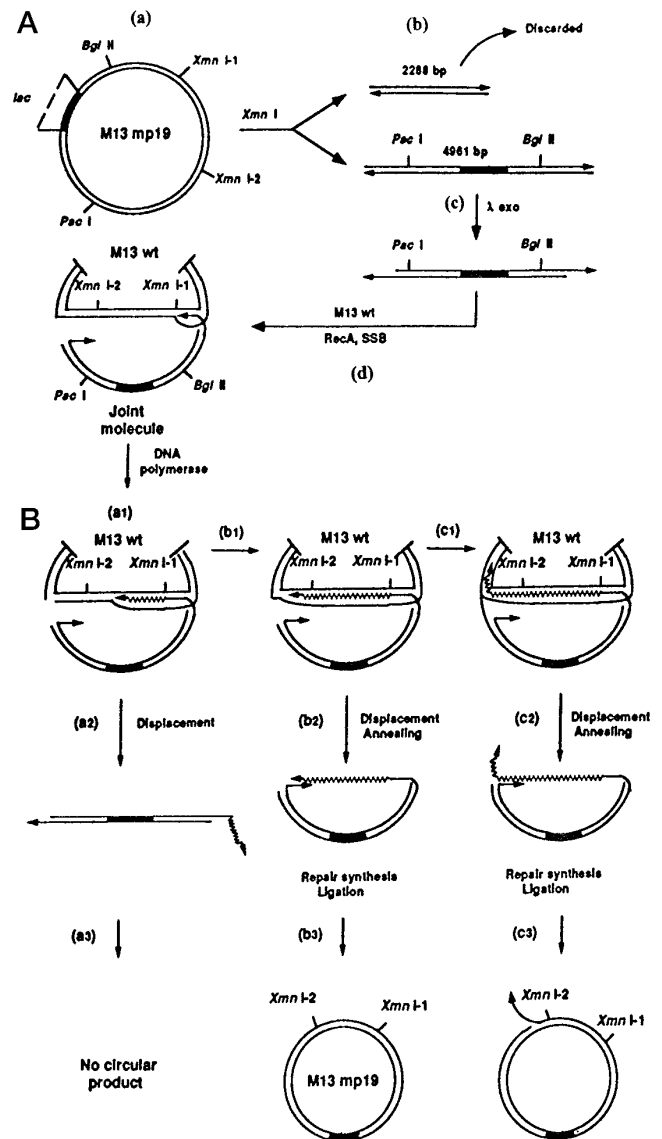 A
(a)
Bgl II
Xmn I-1
lac
M13 mp19
Xmn I-2
Pac I
Xmn I
(b)
Discarded
2288 bp
Pac I
4961 bp
Bgl II
(c)
λ exo
Pac I
Bgl II
M13 wt
RecA, SSB
(d)
M13 wt
Xmn I-2
Xmn I-1
Pac I
Bgl II
Joint
molecule
DNA
polymerase
B
(a1)
M13 wt
Xmn I-2
Xmn I-1
(b1)
M13 wt
Xmn I-2
Xmn I-1
(c1)
M13 wt
Xmn I-2
Xmn I-1
(a2)
Displacement
(b2)
Displacement
Annealing
(c2)
Displacement
Annealing
Repair synthesis
Ligation
Repair synthesis
Ligation
(a3)
(b3)
(c3)
No circular
product
Xmn I-2
Xmn I-1
M13 mp19
Xmn I-2
Xmn I-1